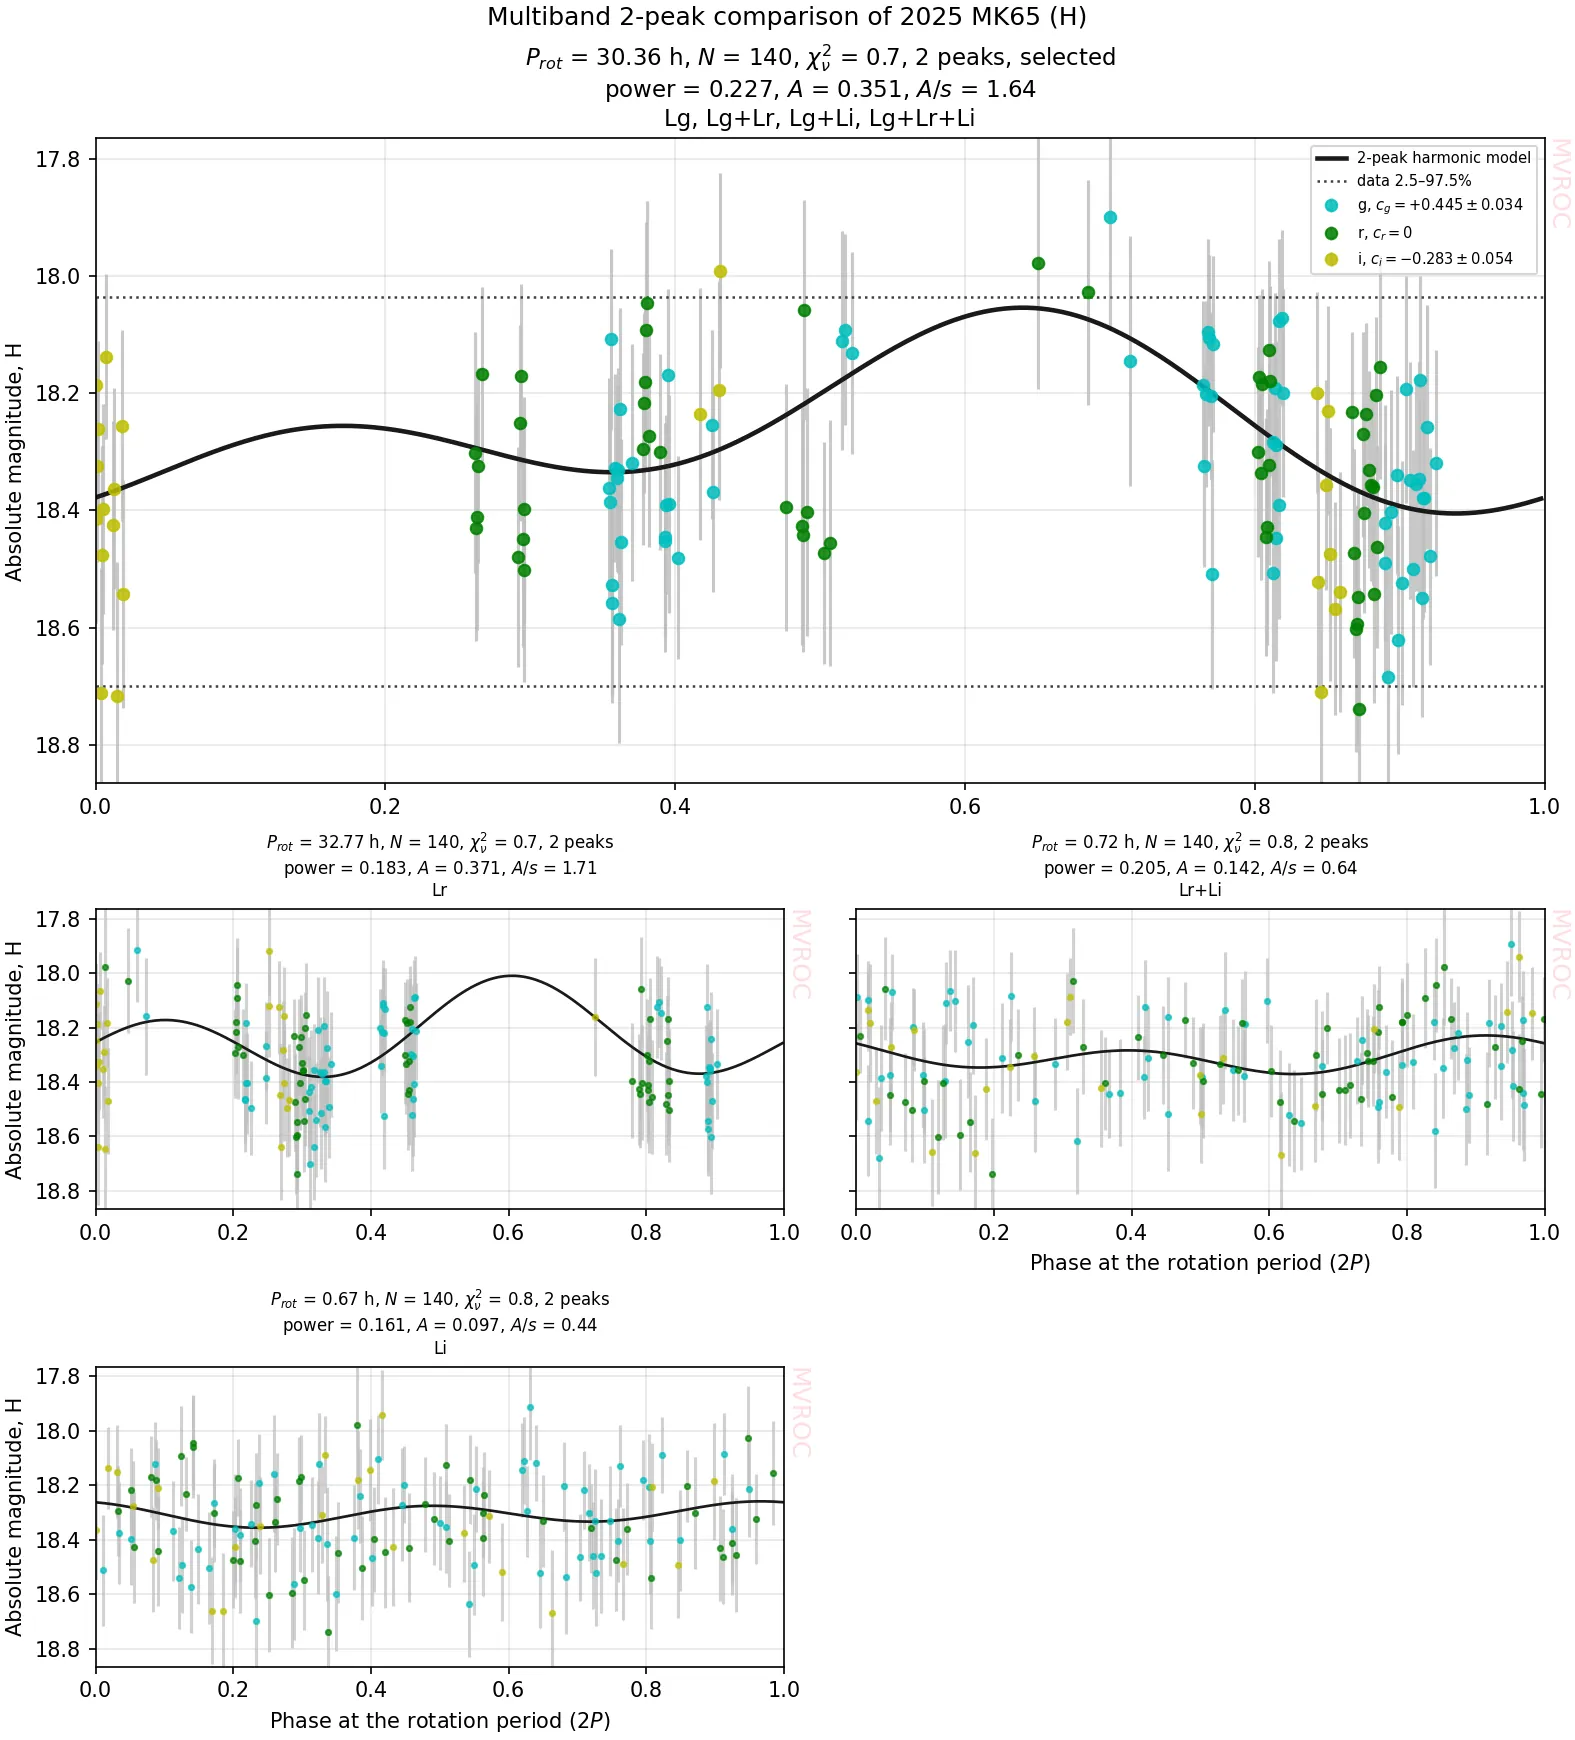 Multiband 2-peak comparison of 2025 MK65 (H)
P_rot = 30.36 h, N = 140, χ²_ν = 0.7, 2 peaks, selected
power = 0.227, A = 0.351, A/s = 1.64
Lg, Lg+Lr, Lg+Li, Lg+Lr+Li
2-peak harmonic model
data 2.5–97.5%
g, c_g = +0.445 ± 0.034
r, c_r = 0
i, c_i = −0.283 ± 0.054
MVROC
Absolute magnitude, H
17.8
18.0
18.2
18.4
18.6
18.8
0.0 0.2 0.4 0.6 0.8 1.0
P_rot = 32.77 h, N = 140, χ²_ν = 0.7, 2 peaks
power = 0.183, A = 0.371, A/s = 1.71
Lr
MVROC
Absolute magnitude, H
17.8
18.0
18.2
18.4
18.6
18.8
0.0 0.2 0.4 0.6 0.8 1.0
P_rot = 0.72 h, N = 140, χ²_ν = 0.8, 2 peaks
power = 0.205, A = 0.142, A/s = 0.64
Lr+Li
MVROC
0.0 0.2 0.4 0.6 0.8 1.0
Phase at the rotation period (2P)
P_rot = 0.67 h, N = 140, χ²_ν = 0.8, 2 peaks
power = 0.161, A = 0.097, A/s = 0.44
Li
MVROC
Absolute magnitude, H
17.8
18.0
18.2
18.4
18.6
18.8
0.0 0.2 0.4 0.6 0.8 1.0
Phase at the rotation period (2P)